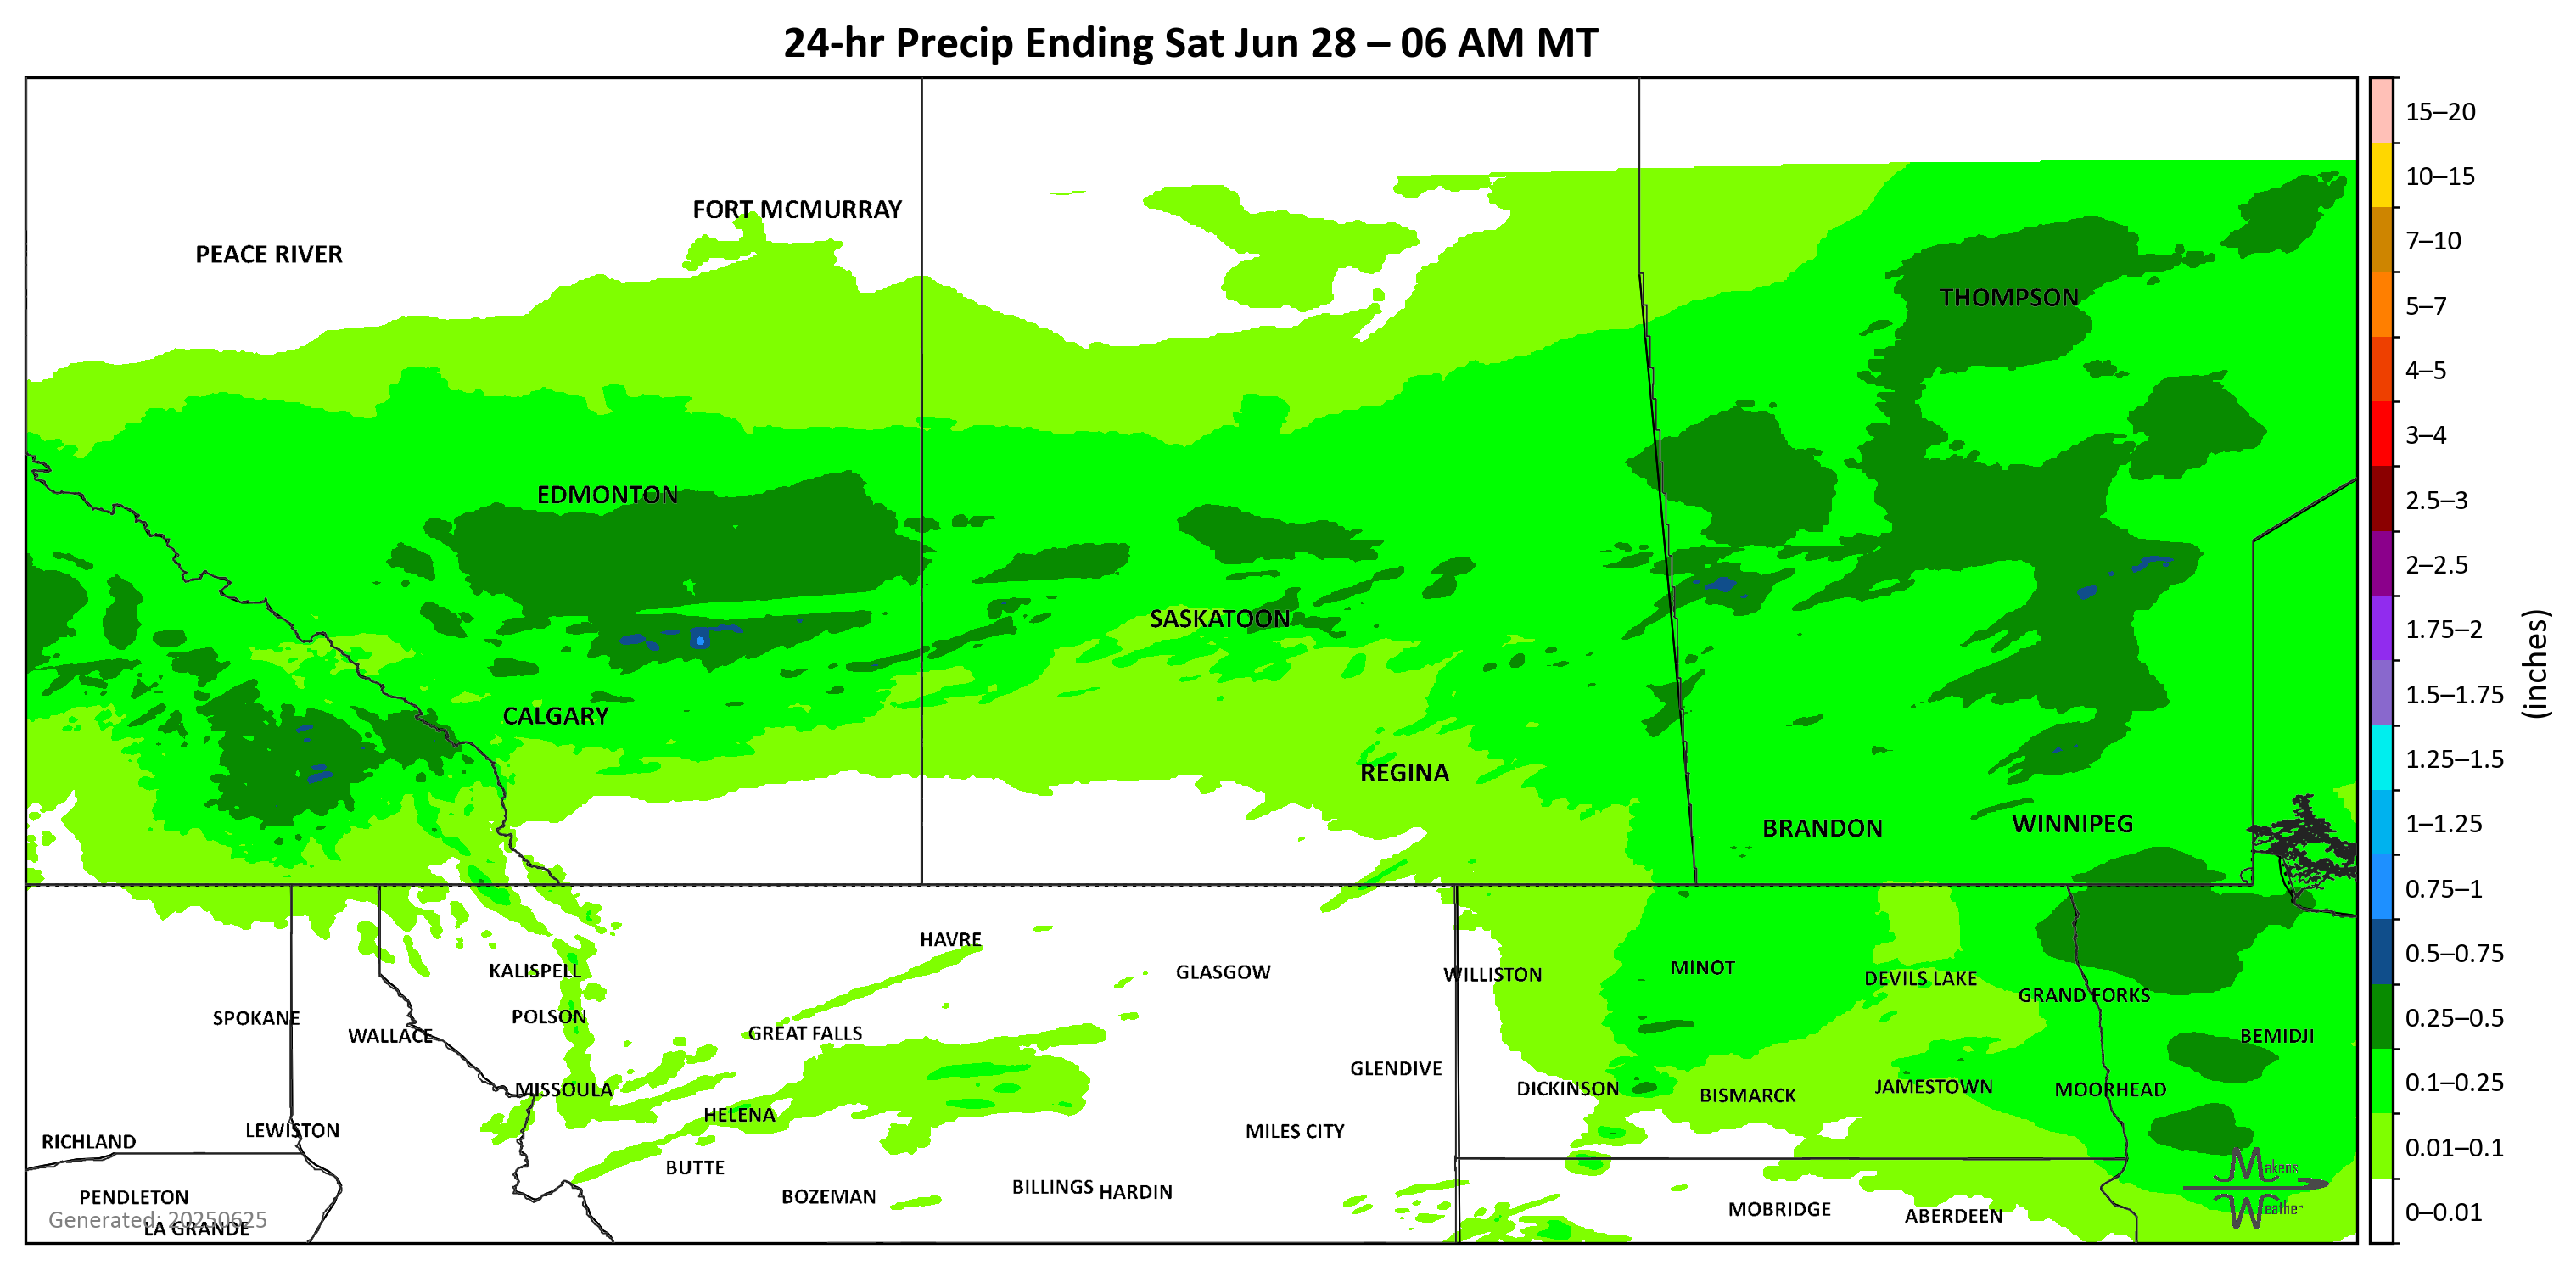 24-hr Precip Ending Sat Jun 28 – 06 AM MT
FORT MCMURRAY
PEACE RIVER
THOMPSON
EDMONTON
SASKATOON
CALGARY
REGINA
BRANDON
WINNIPEG
HAVRE
KALISPELL
GLASGOW
WILLISTON
MINOT
DEVILS LAKE
GRAND FORKS
SPOKANE
POLSON
WALLACE
GREAT FALLS
BEMIDJI
GLENDIVE
MISSOULA
DICKINSON
BISMARCK
JAMESTOWN
MOORHEAD
HELENA
RICHLAND
LEWISTON
MILES CITY
BUTTE
PENDLETON
BOZEMAN
BILLINGS
HARDIN
MOBRIDGE
ABERDEEN
Generated: 20250625
LA GRANDE
Makens
Weather
15–20
10–15
7–10
5–7
4–5
3–4
2.5–3
2–2.5
1.75–2
1.5–1.75
1.25–1.5
1–1.25
0.75–1
0.5–0.75
0.25–0.5
0.1–0.25
0.01–0.1
0–0.01
(inches)